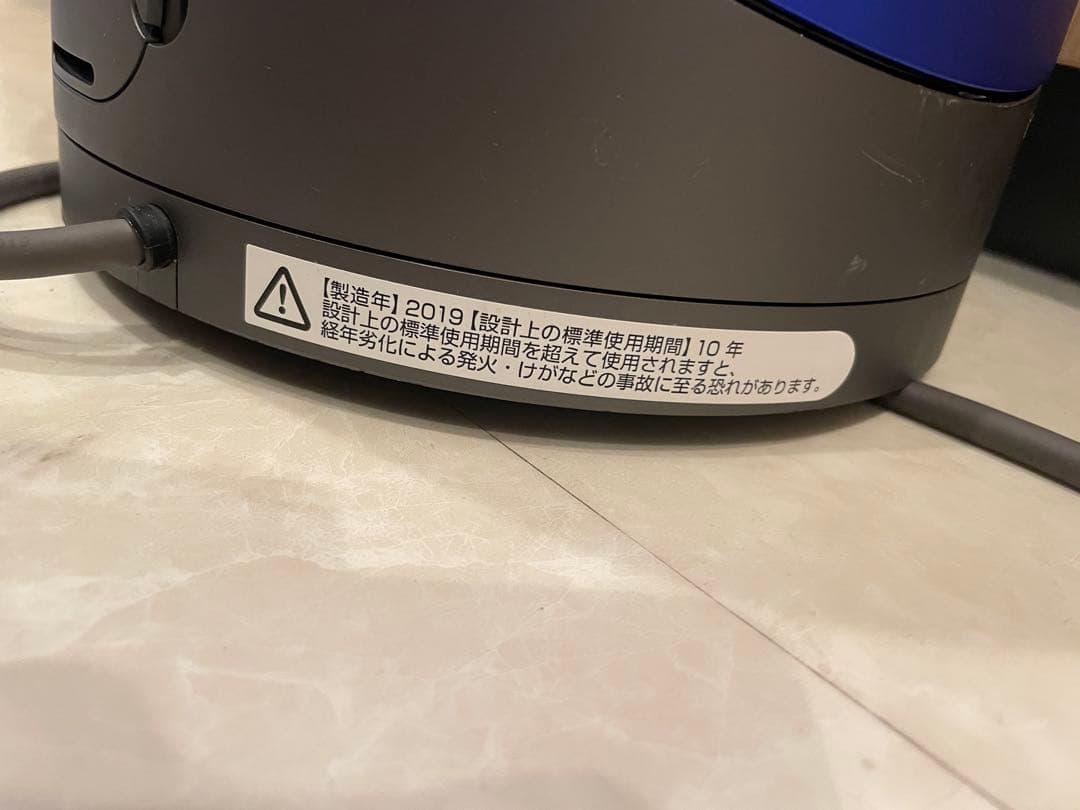 【製造年】2019【設計上の標準使用期間】10年
設計上の標準使用期間を超えて使用されますと、
経年劣化による発火・けがなどの事故に至る恐れがあります。